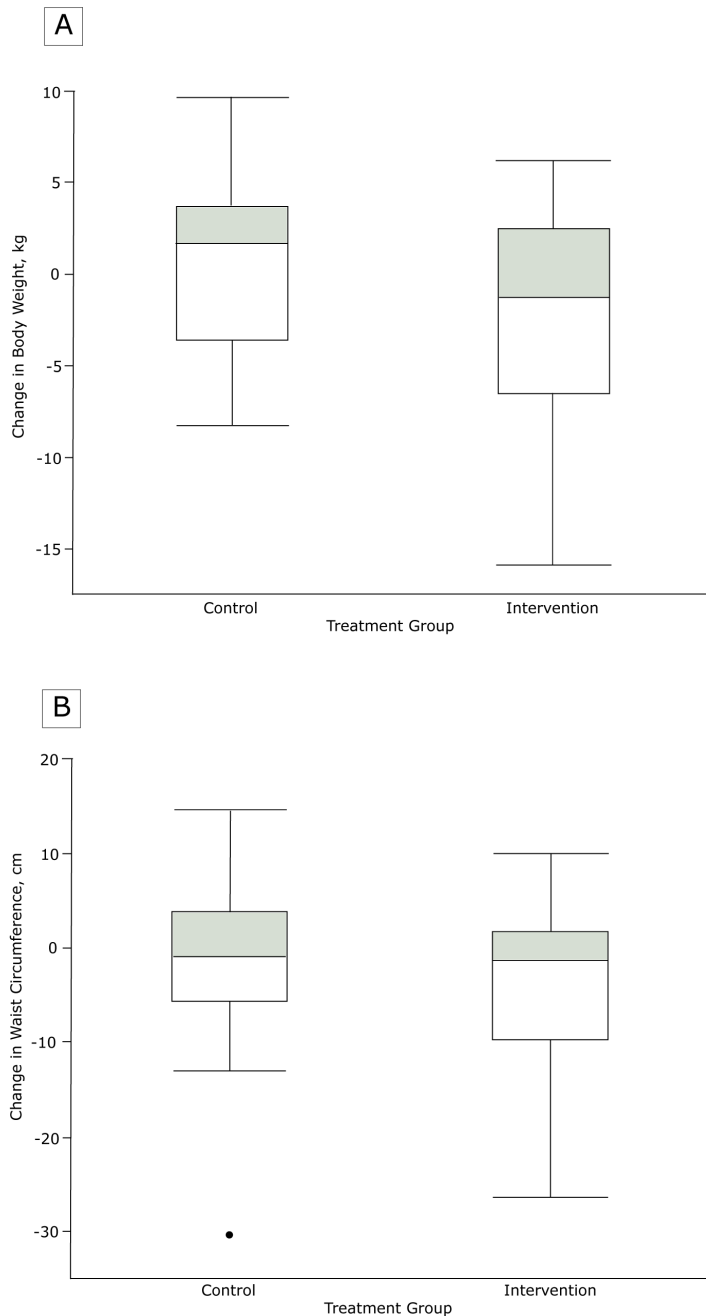 A
Change in Body Weight, kg
10
5
0
-5
-10
-15
Control
Intervention
Treatment Group
B
Change in Waist Circumference, cm
20
10
0
-10
-20
-30
Control
Intervention
Treatment Group